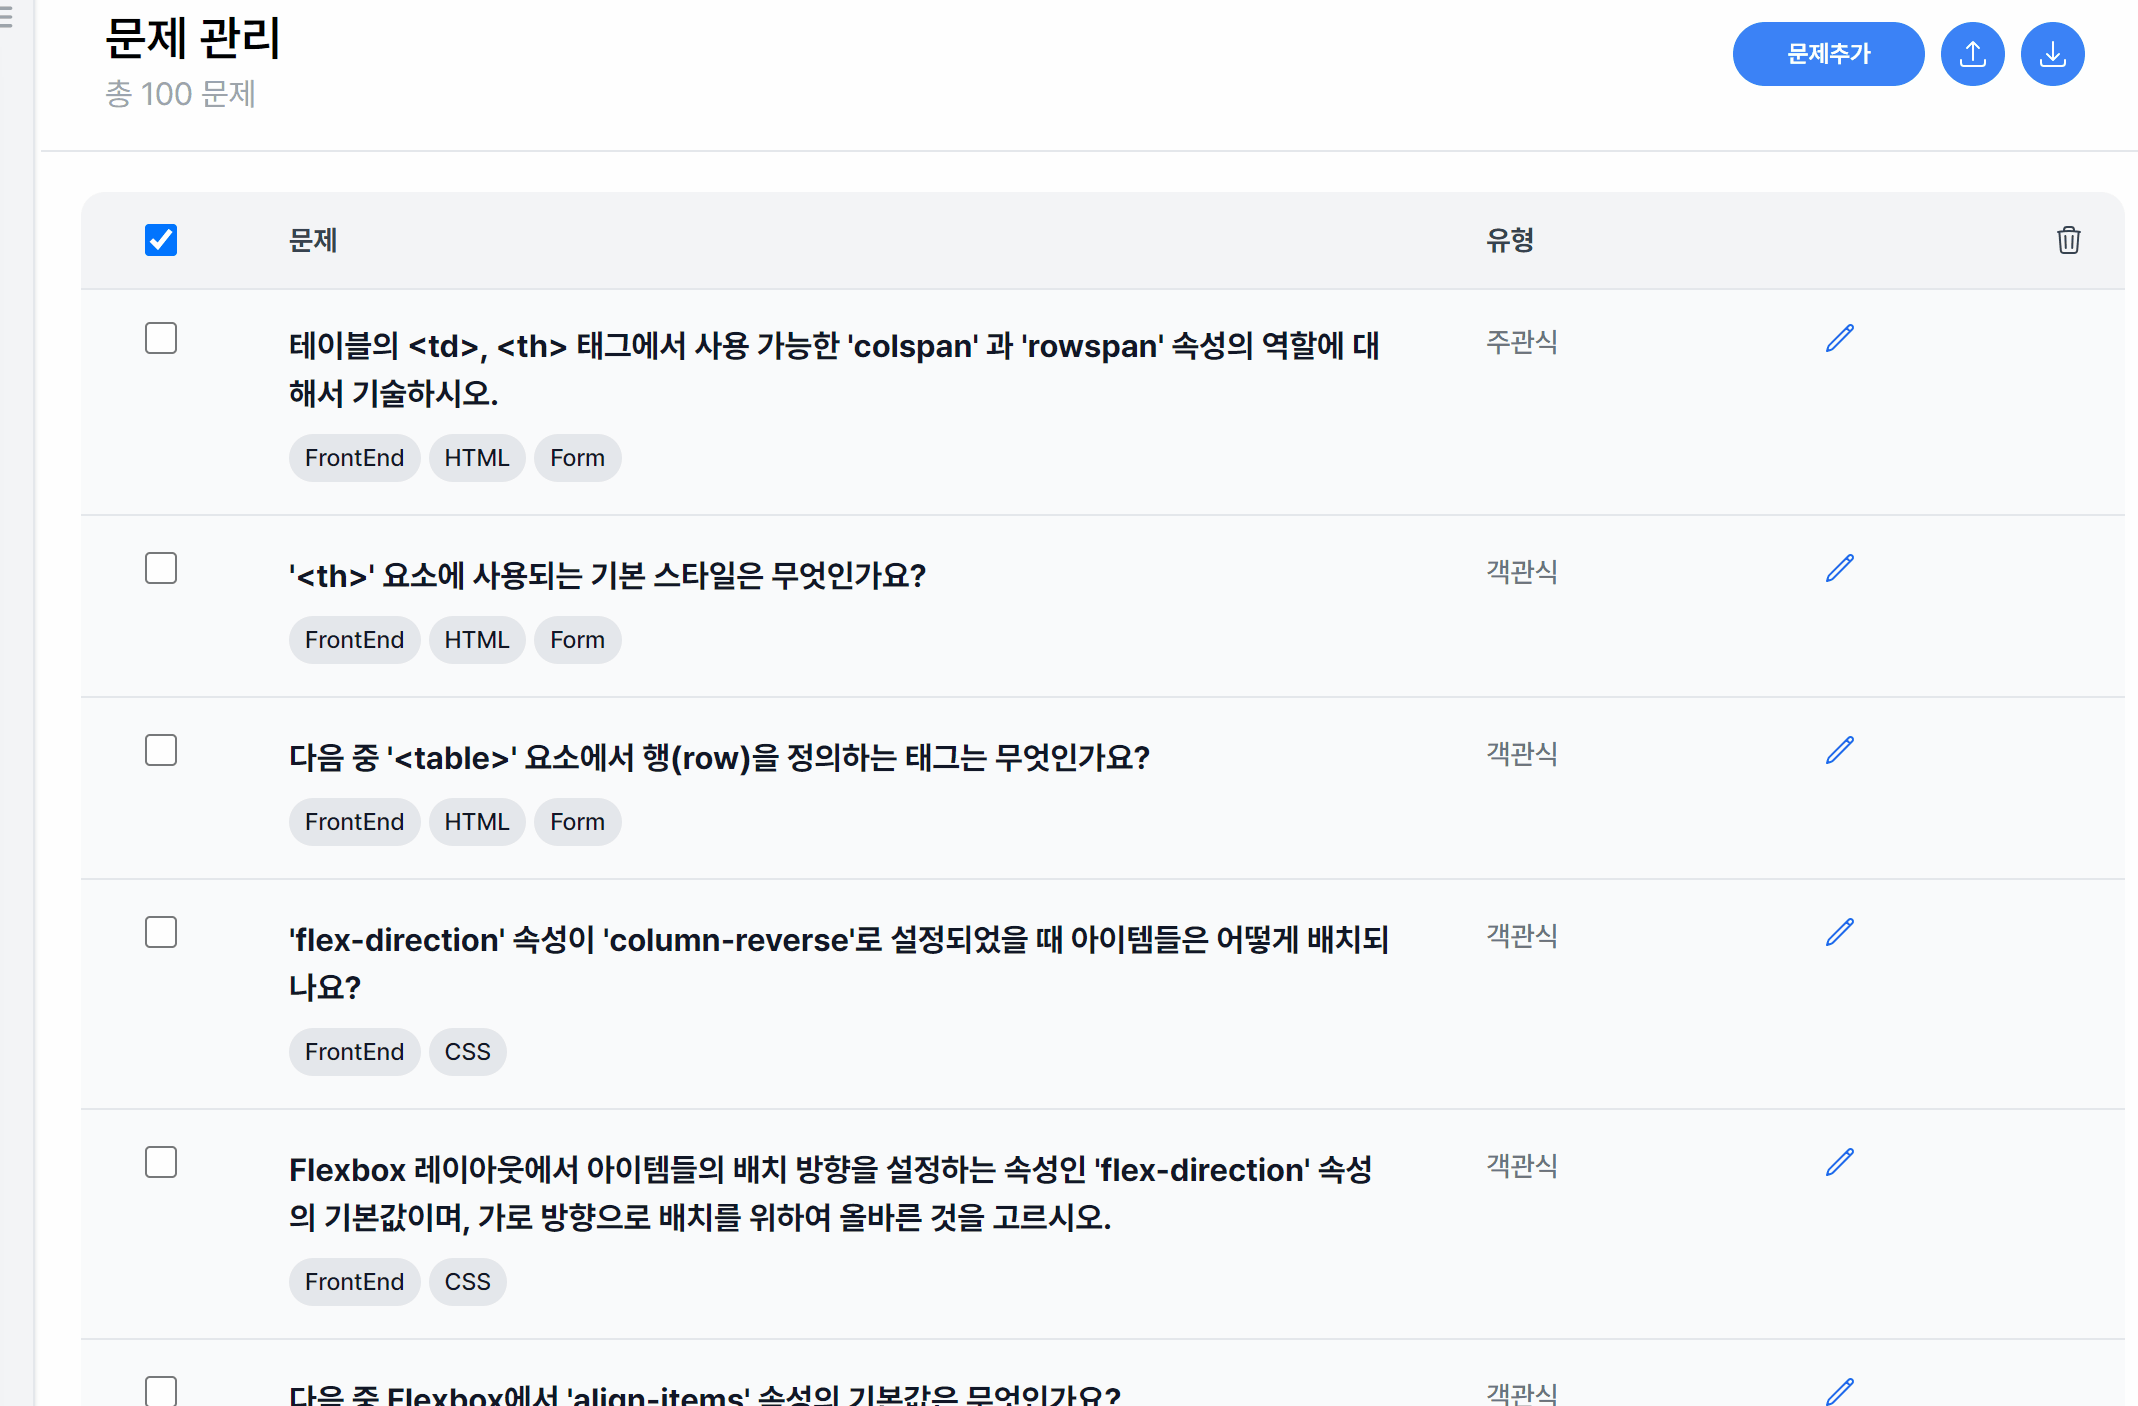 문제 관리
총 100 문제
문제추가
문제
유형
테이블의 <td>, <th> 태그에서 사용 가능한 'colspan' 과 'rowspan' 속성의 역할에 대
해서 기술하시오.
주관식
FrontEnd HTML Form
'<th>' 요소에 사용되는 기본 스타일은 무엇인가요?
객관식
FrontEnd HTML Form
다음 중 '<table>' 요소에서 행(row)을 정의하는 태그는 무엇인가요?
객관식
FrontEnd HTML Form
'flex-direction' 속성이 'column-reverse'로 설정되었을 때 아이템들은 어떻게 배치되
나요?
객관식
FrontEnd CSS
Flexbox 레이아웃에서 아이템들의 배치 방향을 설정하는 속성인 'flex-direction' 속성
의 기본값이며, 가로 방향으로 배치를 위하여 올바른 것을 고르시오.
객관식
FrontEnd CSS
다음 중 Flexbox에서 'align-items' 속성의 기본값은 무엇인가요?
객관식